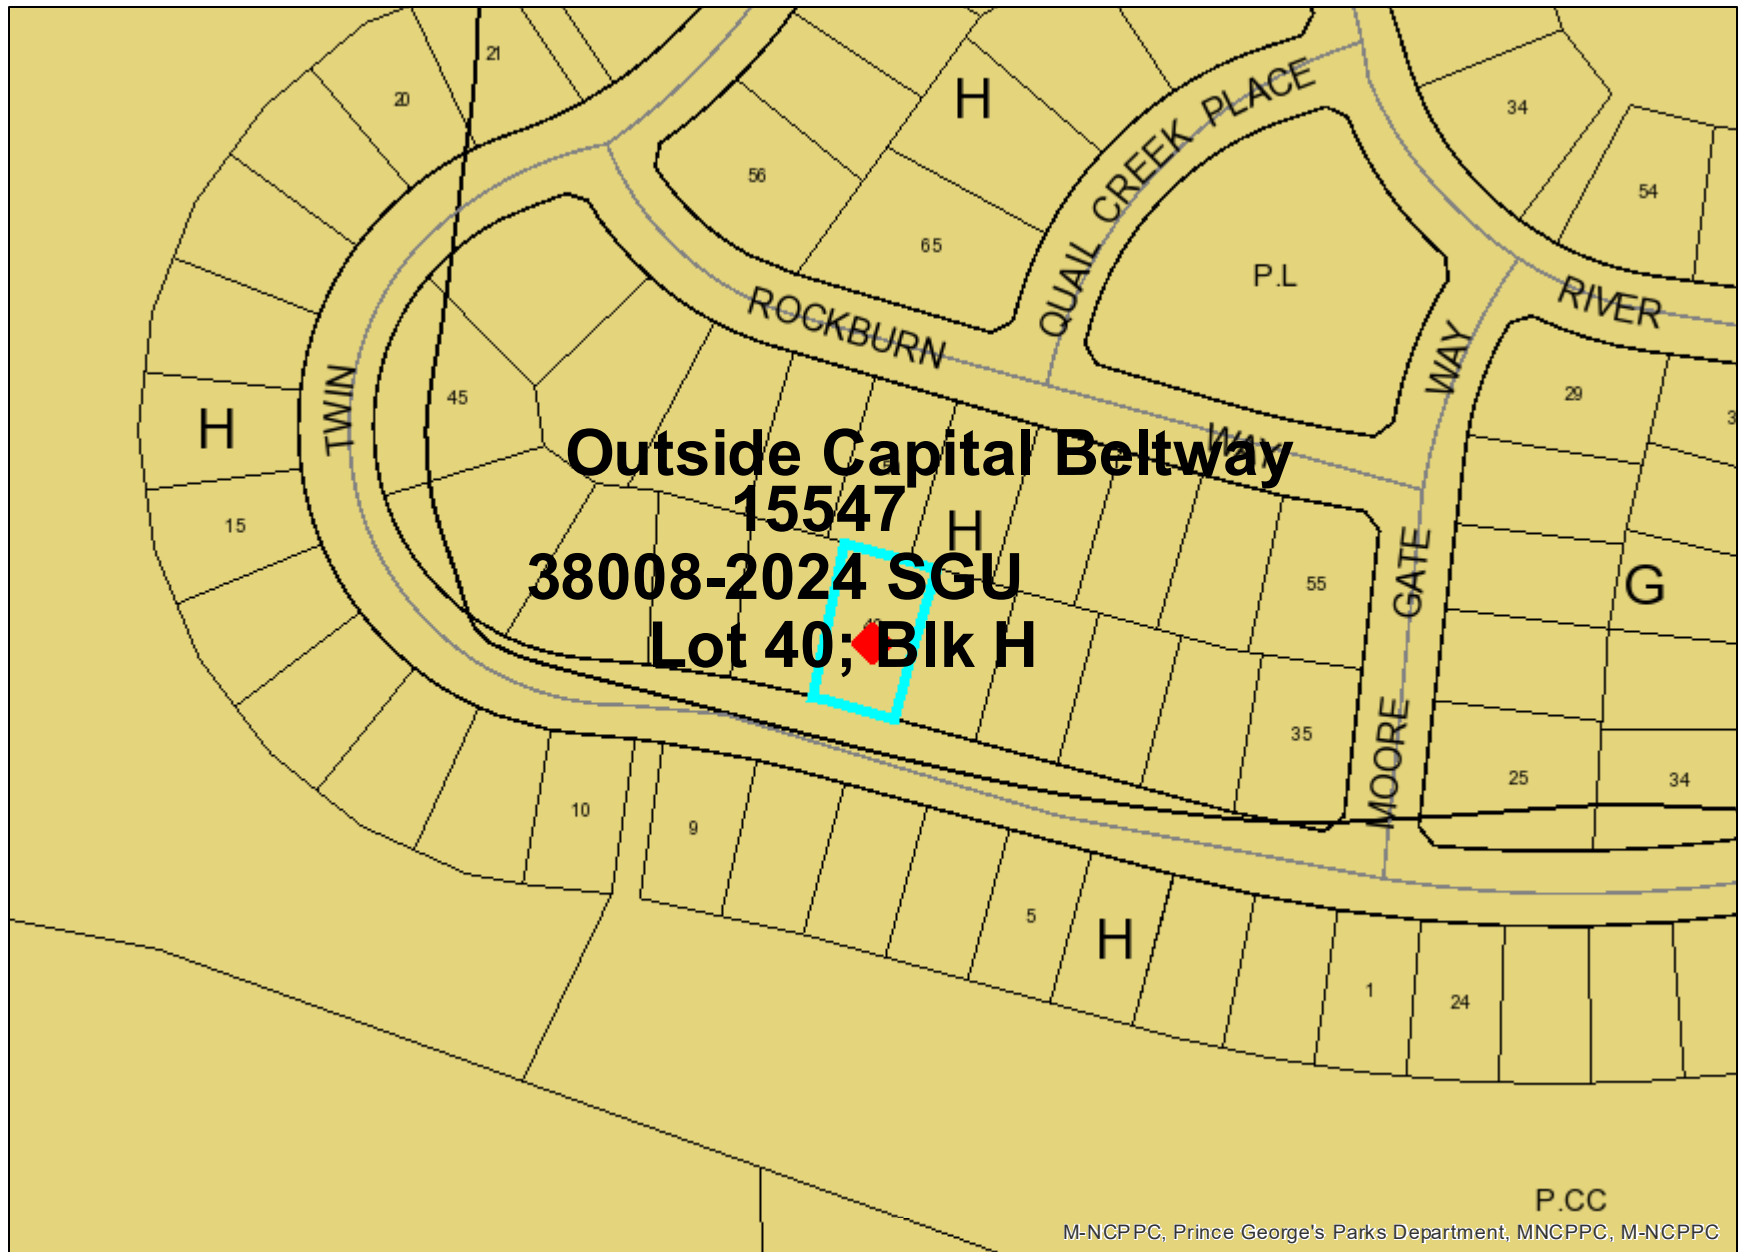 21
20
H
QUAIL CREEK PLACE
34
56
54
65
P.L
ROCKBURN
WAY
RIVER
WAY
TWIN
45
29
H
Outside Capital Beltway
15547
H
15
38008-2024 SGU
55
GATE
G
Lot 40; Blk H
35
MOORE
25
34
10
9
5
H
1
24
P.CC
M-NCPPC, Prince George's Parks Department, MNCPPC, M-NCPPC